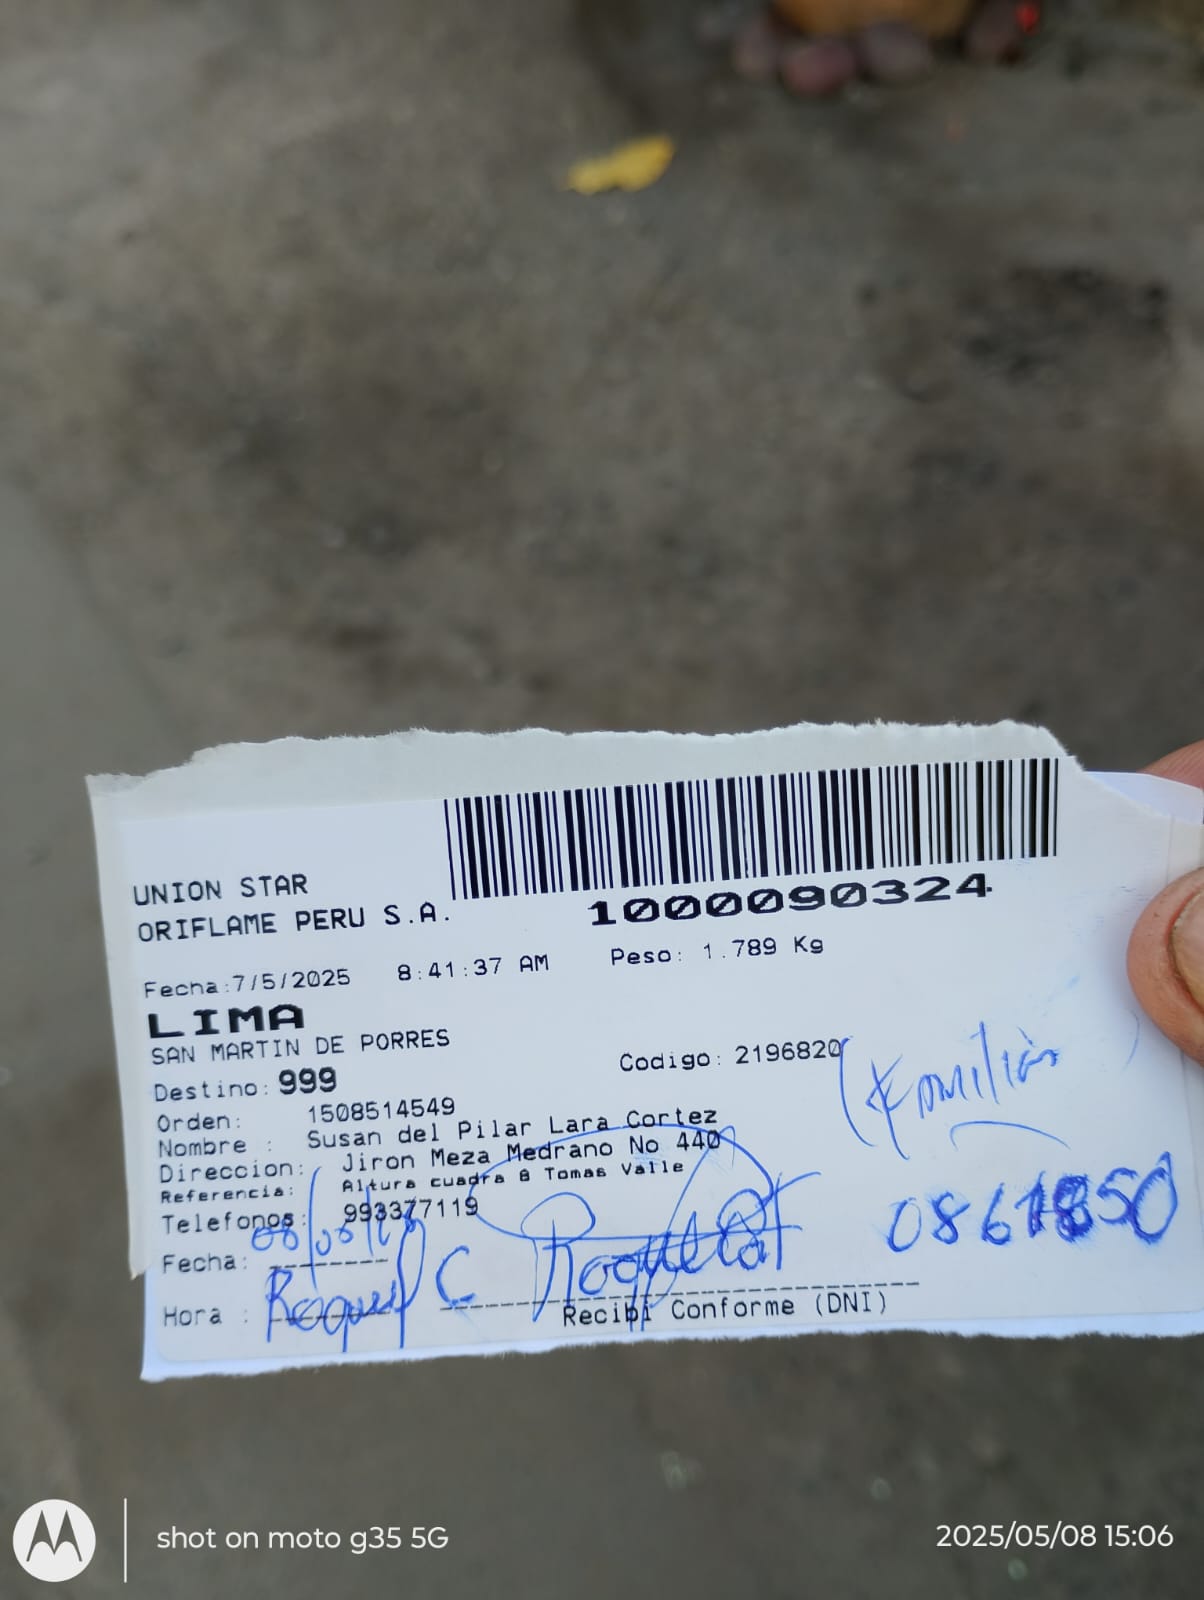 UNION STAR
ORIFLAME PERU S.A.
1000090324
Fecha:7/5/2025 8:41:37 AM Peso: 1.789 Kg
LIMA
SAN MARTIN DE PORRES
Destino: 999 Codigo: 2196820
Orden: 1508514549
Nombre : Susan del Pilar Lara Cortez
Direccion: Jiron Meza Medrano No 440
Referencia: Altura cuadra 8 Tomas Valle
Telefonos: 993377119
Fecha:
Hora :
Recibi Conforme (DNI)
shot on moto g35 5G
2025/05/08 15:06